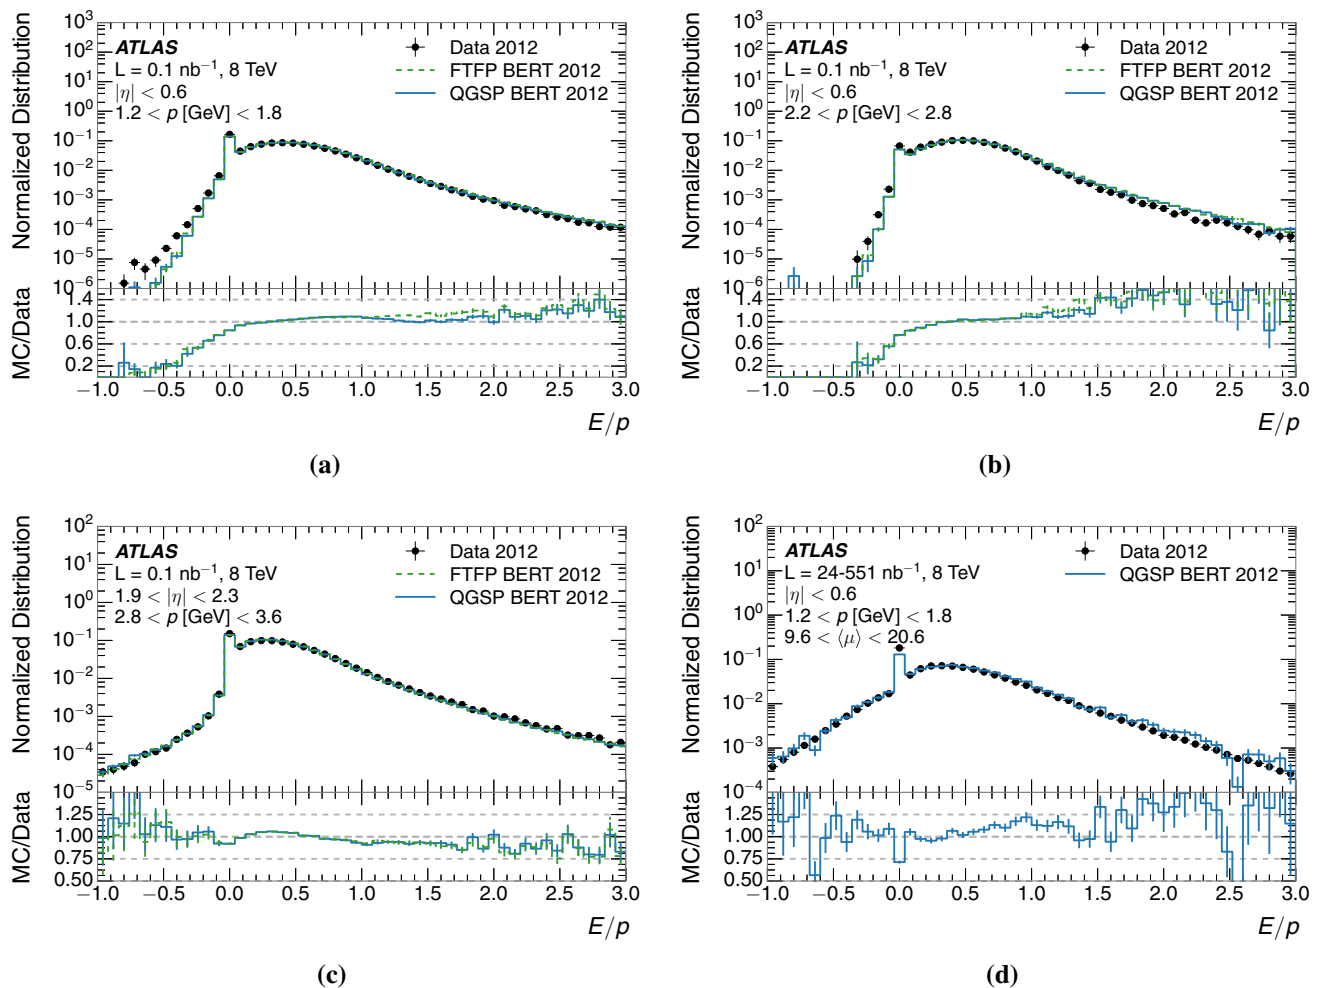 10³
10²
10¹
10⁰
10⁻¹
10⁻²
10⁻³
10⁻⁴
10⁻⁵
10⁻⁶
Normalized Distribution
ATLAS
L = 0.1 nb⁻¹, 8 TeV
|η| < 0.6
1.2 < p [GeV] < 1.8
Data 2012
FTFP BERT 2012
QGSP BERT 2012
MC/Data
1.4
1.0
0.6
0.2
−1.0 −0.5 0.0 0.5 1.0 1.5 2.0 2.5 3.0
E/p
(a)
10³
10²
10¹
10⁰
10⁻¹
10⁻²
10⁻³
10⁻⁴
10⁻⁵
10⁻⁶
Normalized Distribution
ATLAS
L = 0.1 nb⁻¹, 8 TeV
|η| < 0.6
2.2 < p [GeV] < 2.8
Data 2012
FTFP BERT 2012
QGSP BERT 2012
MC/Data
1.4
1.0
0.6
0.2
−1.0 −0.5 0.0 0.5 1.0 1.5 2.0 2.5 3.0
E/p
(b)
10²
10¹
10⁰
10⁻¹
10⁻²
10⁻³
10⁻⁴
10⁻⁵
Normalized Distribution
ATLAS
L = 0.1 nb⁻¹, 8 TeV
1.9 < |η| < 2.3
2.8 < p [GeV] < 3.6
Data 2012
FTFP BERT 2012
QGSP BERT 2012
MC/Data
1.25
1.00
0.75
0.50
−1.0 −0.5 0.0 0.5 1.0 1.5 2.0 2.5 3.0
E/p
(c)
10²
10¹
10⁰
10⁻¹
10⁻²
10⁻³
10⁻⁴
Normalized Distribution
ATLAS
L = 24-551 nb⁻¹, 8 TeV
|η| < 0.6
1.2 < p [GeV] < 1.8
9.6 < ⟨μ⟩ < 20.6
Data 2012
QGSP BERT 2012
MC/Data
1.25
1.00
0.75
0.50
−1.0 −0.5 0.0 0.5 1.0 1.5 2.0 2.5 3.0
E/p
(d)